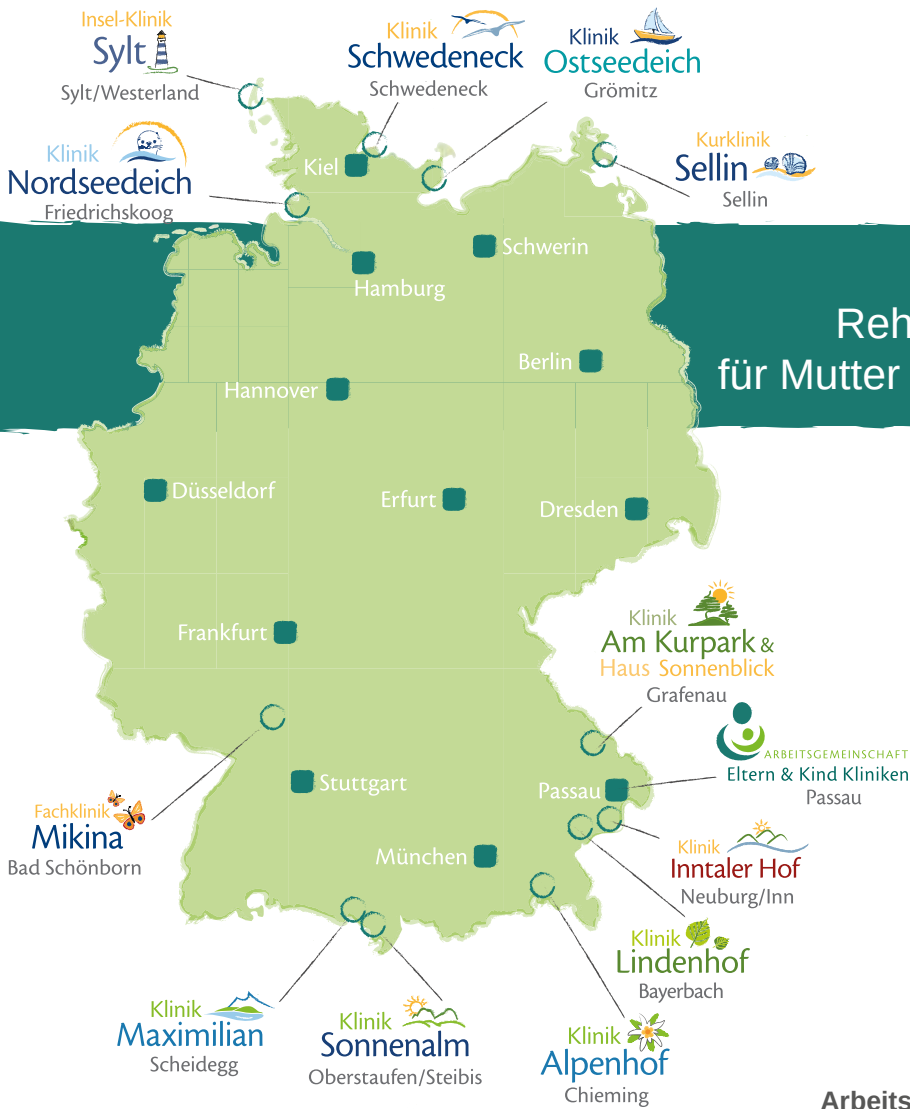 Insel-Klinik
Sylt
Sylt/Westerland
Klinik
Schwedeneck
Schwedeneck
Klinik
Ostseedeich
Grömitz
Klinik
Nordseedeich
Friedrichskoog
Kurklinik
Sellin
Sellin
Kiel
Schwerin
Hamburg
Reh
für Mutter
Berlin
Hannover
Düsseldorf
Erfurt
Dresden
Frankfurt
Klinik
Am Kurpark &
Haus Sonnenblick
Grafenau
ARBEITSGEMEINSCHAFT
Eltern & Kind Kliniken
Passau
Stuttgart
Passau
Fachklinik
Mikina
Bad Schönborn
München
Klinik
Inntaler Hof
Neuburg/Inn
Klinik
Lindenhof
Bayerbach
Klinik
Maximilian
Scheidegg
Klinik
Sonnenalm
Oberstaufen/Steibis
Klinik
Alpenhof
Chieming
Arbeits